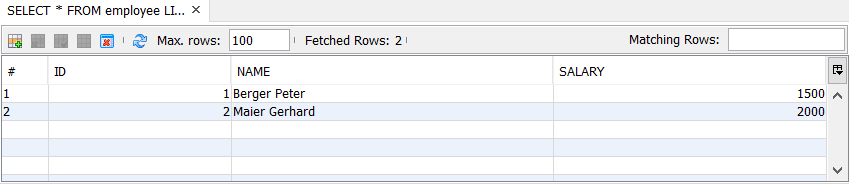 SELECT * FROM employee LI... ×
Max. rows: 100 Fetched Rows: 2 Matching Rows:
# ID NAME SALARY
1 1 Berger Peter 1500
2 2 Maier Gerhard 2000